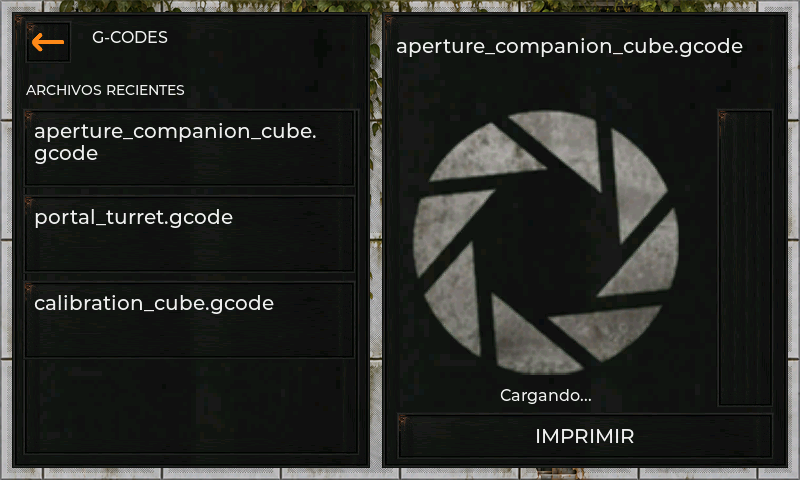 G-CODES
ARCHIVOS RECIENTES
aperture_companion_cube.
gcode
portal_turret.gcode
calibration_cube.gcode
aperture_companion_cube.gcode
Cargando...
IMPRIMIR